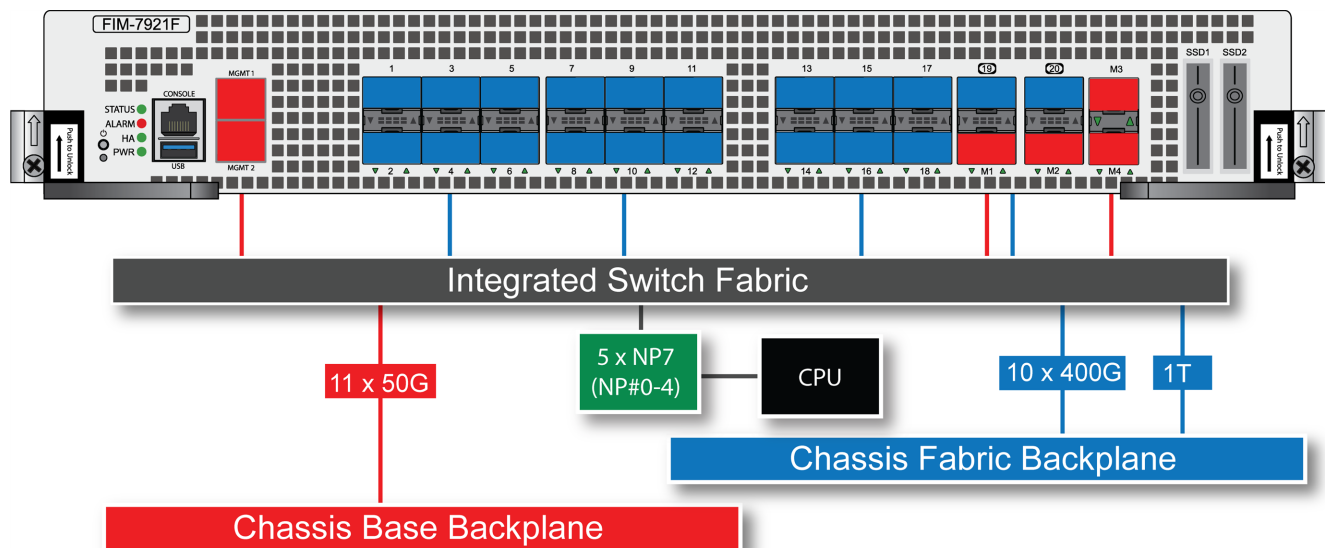 FIM-7921F
SSD1 SSD2
MGMT 1
1 3 5 7 9 11 13 15 17 19 20 M3
CONSOLE
STATUS
ALARM
HA
PWR
USB
MGMT 2
2 4 6 8 10 12 14 16 18 M1 M2 M4
Push to Unlock
Push to Unlock
Integrated Switch Fabric
11 x 50G
5 x NP7
(NP#0-4)
CPU
10 x 400G
1T
Chassis Fabric Backplane
Chassis Base Backplane